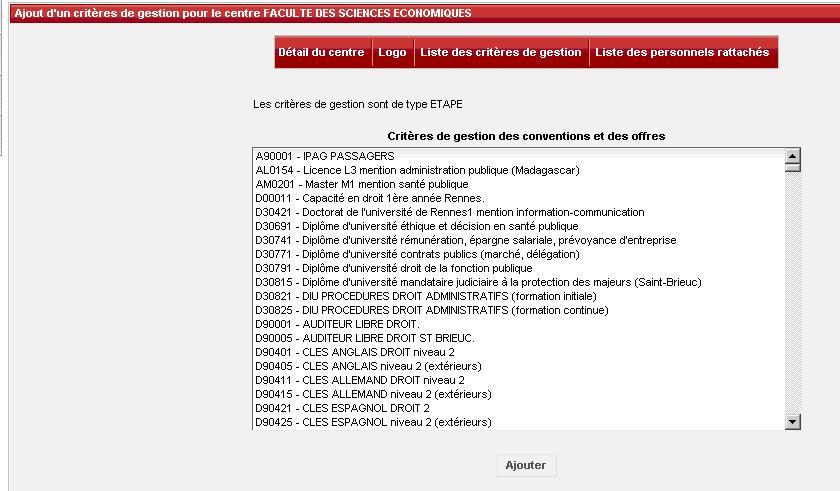 Ajout d'un critères de gestion pour le centre FACULTE DES SCIENCES ECONOMIQUES
Détail du centre Logo Liste des critères de gestion Liste des personnels rattachés
Les critères de gestion sont de type ETAPE
Critères de gestion des conventions et des offres
A90001 - IPAG PASSAGERS
AL0154 - Licence L3 mention administration publique (Madagascar)
AM0201 - Master M1 mention santé publique
D00011 - Capacité en droit 1ère année Rennes.
D30421 - Doctorat de l'université de Rennes1 mention information-communication
D30691 - Diplôme d'université éthique et décision en santé publique
D30741 - Diplôme d'université rémunération, épargne salariale, prévoyance d'entreprise
D30771 - Diplôme d'université contrats publics (marché, délégation)
D30791 - Diplôme d'université droit de la fonction publique
D30815 - Diplôme d'université mandataire judiciaire à la protection des majeurs (Saint-Brieuc)
D30821 - DIU PROCEDURES DROIT ADMINISTRATIFS (formation initiale)
D30825 - DIU PROCEDURES DROIT ADMINISTRATIFS (formation continue)
D90001 - AUDITEUR LIBRE DROIT.
D90005 - AUDITEUR LIBRE DROIT ST BRIEUC.
D90401 - CLES ANGLAIS DROIT niveau 2
D90405 - CLES ANGLAIS niveau 2 (extérieurs)
D90411 - CLES ALLEMAND DROIT niveau 2
D90415 - CLES ALLEMAND niveau 2 (extérieurs)
D90421 - CLES ESPAGNOL DROIT 2
D90425 - CLES ESPAGNOL niveau 2 (extérieurs)
Ajouter